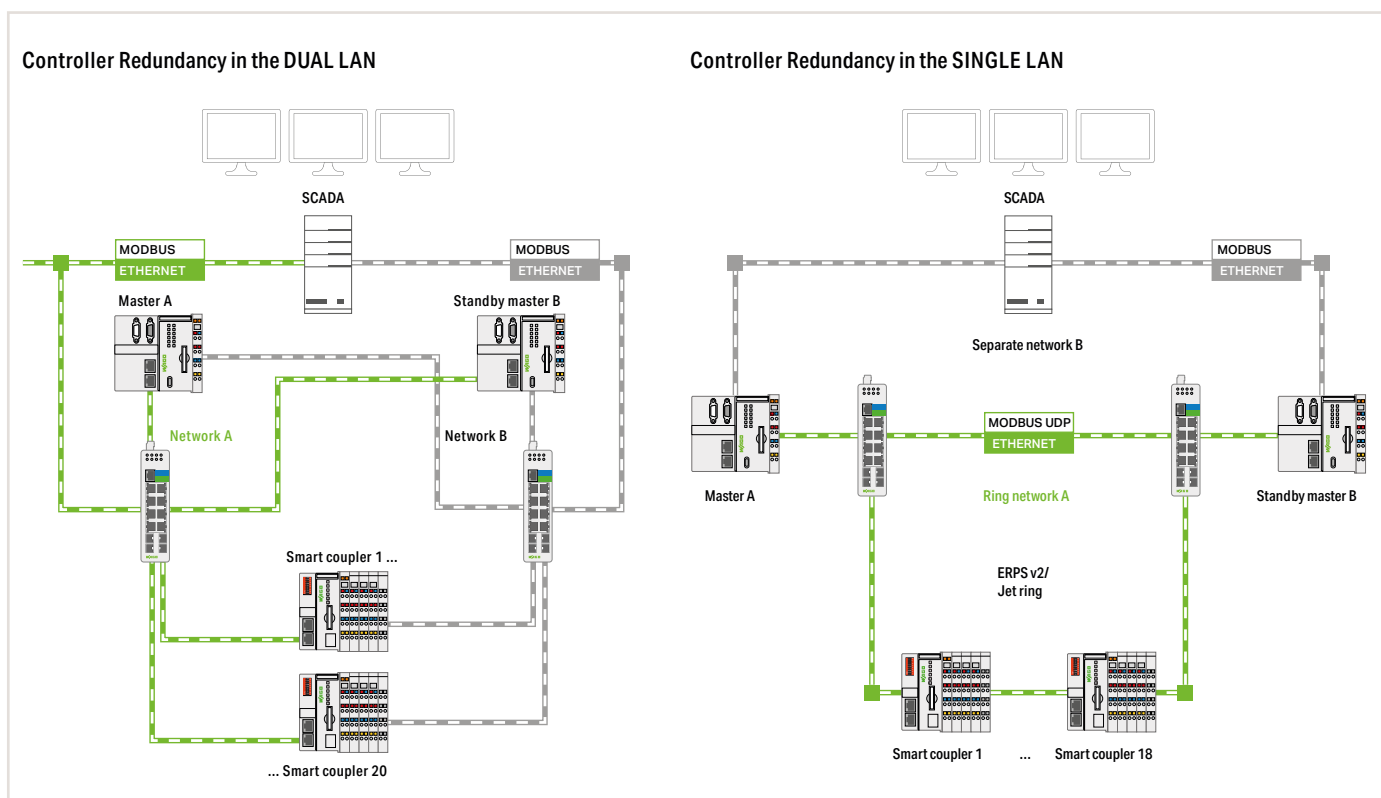 Controller Redundancy in the DUAL LAN
SCADA
MODBUS
ETHERNET
MODBUS
ETHERNET
Master A
Standby master B
Network A
Network B
Smart coupler 1 ...
... Smart coupler 20
Controller Redundancy in the SINGLE LAN
SCADA
MODBUS
ETHERNET
Separate network B
MODBUS UDP
ETHERNET
Master A
Ring network A
Standby master B
ERPS v2/
Jet ring
Smart coupler 1 ... Smart coupler 18